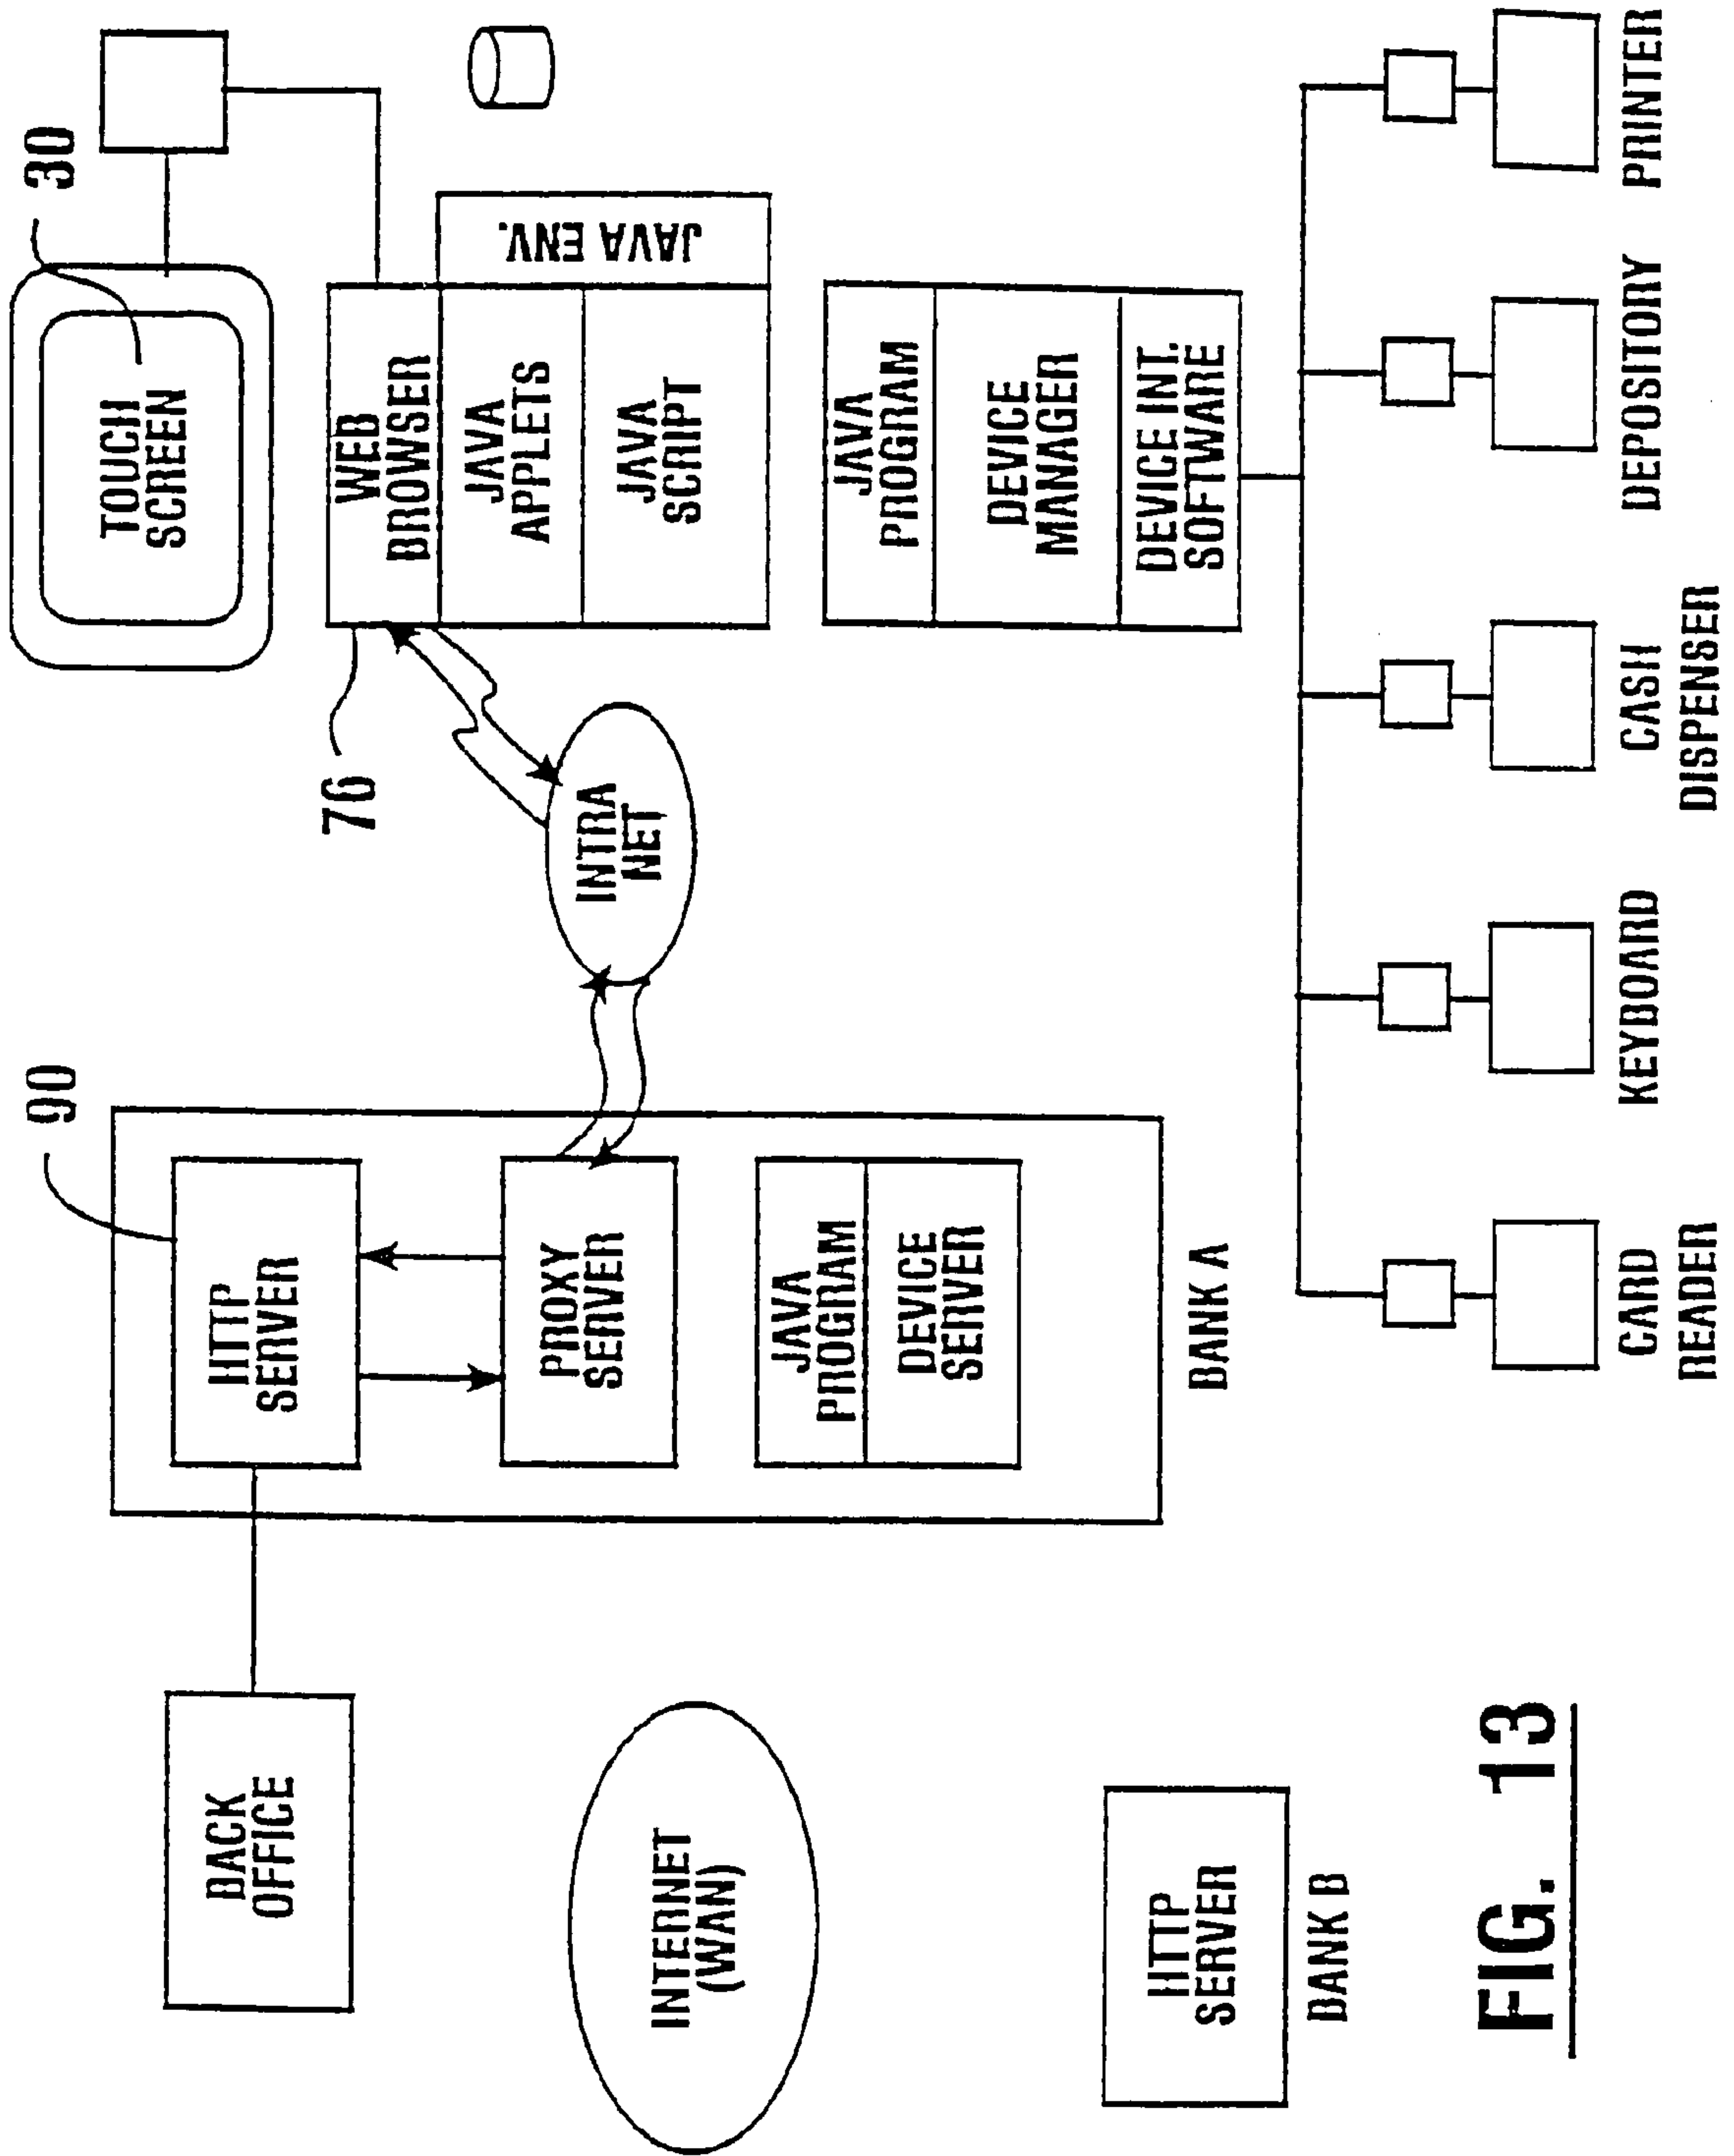 30
TOUCH
SCREEN
WEB
BROWSER
JAVA
APPLETS
JAVA
SCRIPT
JAVA ENV.
76
INTRA
NET
90
HTTP
SERVER
PROXY
SERVER
JAVA
PROGRAM
DEVICE
SERVER
BANK A
BACK
OFFICE
INTERNET
(WAN)
HTTP
SERVER
BANK B
JAVA
PROGRAM
DEVICE
MANAGER
DEVICE INT.
SOFTWARE
CARD
READER
KEYBOARD
CASH
DISPENSER
DEPOSITORY
PRINTER
FIG. 13